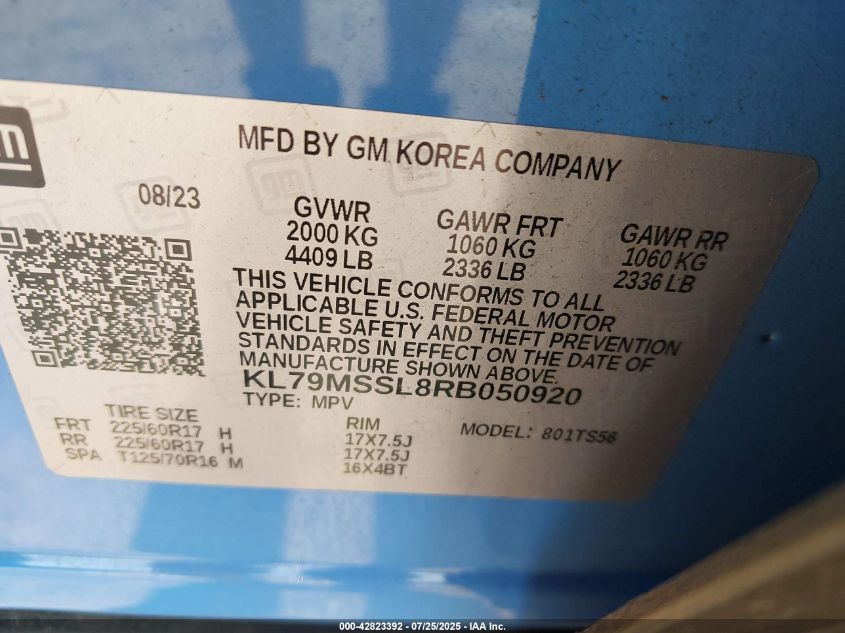 gm
MFD BY GM KOREA COMPANY
08/23
GVWR
2000 KG
4409 LB
GAWR FRT
1060 KG
2336 LB
GAWR RR
1060 KG
2336 LB
THIS VEHICLE CONFORMS TO ALL
APPLICABLE U.S. FEDERAL MOTOR
VEHICLE SAFETY AND THEFT PREVENTION
STANDARDS IN EFFECT ON THE DATE OF
MANUFACTURE SHOWN ABOVE.
KL79MSSL8RB050920
TYPE: MPV
TIRE SIZE RIM MODEL: 801TS56
FRT 225/60R17 H 17X7.5J
RR 225/60R17 H 17X7.5J
SPA T125/70R16 M 16X4BT
000-42823392 - 07/25/2025 - IAA Inc.